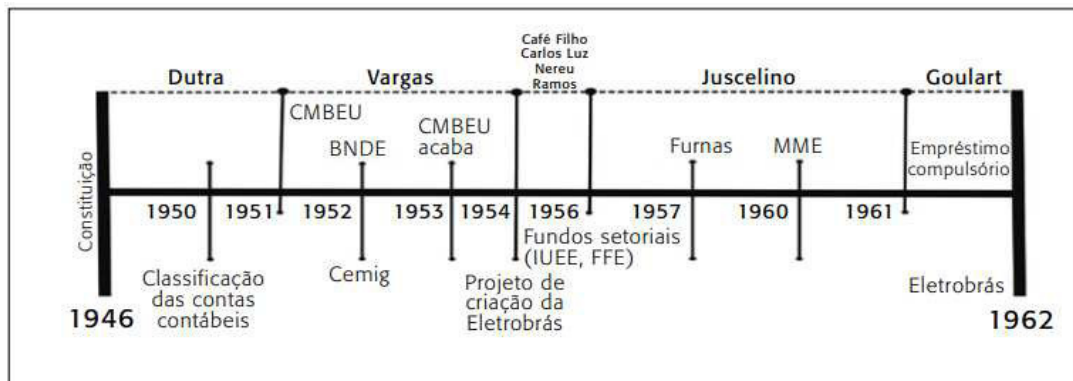 Café Filho
Carlos Luz
Nereu
Ramos
Dutra
Vargas
Juscelino
Goulart
CMBEU
BNDE
CMBEU
acaba
Furnas
MME
Empréstimo
compulsório
Constituição
1950
1951
1952
1953
1954
1956
1957
1960
1961
Classificação
das contas
contábeis
Cemig
Projeto de
criação da
Eletrobrás
Fundos setoriais
(IUEE, FFE)
Eletrobrás
1946
1962